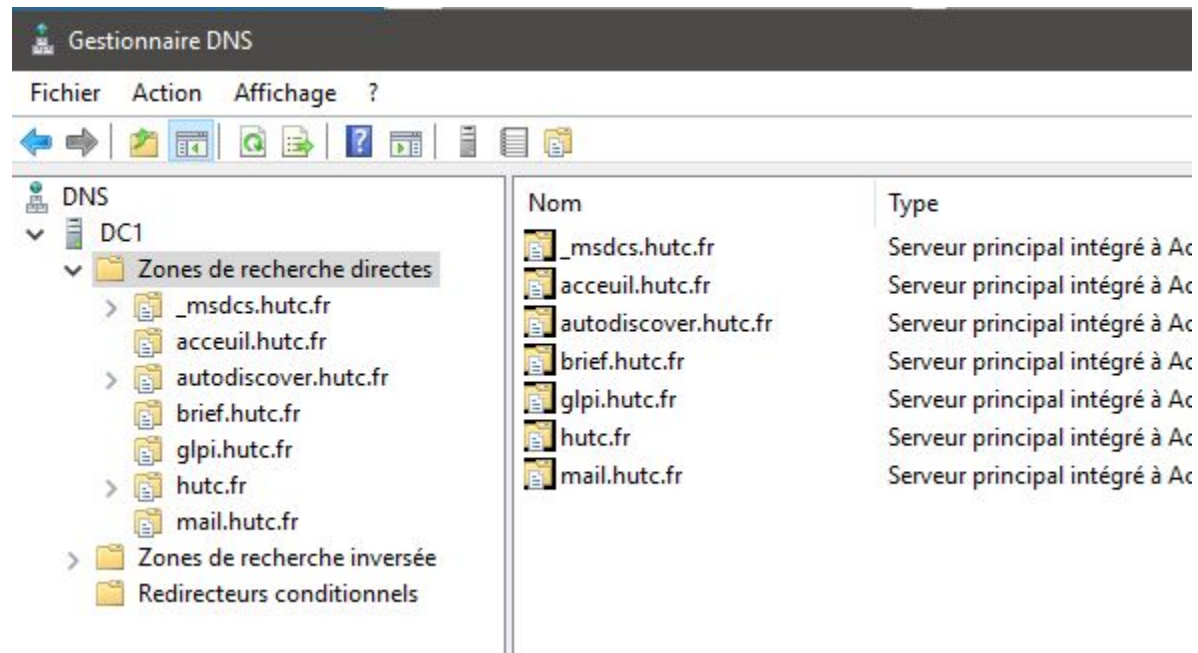 Gestionnaire DNS
Fichier Action Affichage ?
DNS
DC1
Zones de recherche directes
_msdcs.hutc.fr
acceuil.hutc.fr
autodiscover.hutc.fr
brief.hutc.fr
glpi.hutc.fr
hutc.fr
mail.hutc.fr
Zones de recherche inversée
Redirecteurs conditionnels
Nom Type
_msdcs.hutc.fr Serveur principal intégré à Ac
acceuil.hutc.fr Serveur principal intégré à Ac
autodiscover.hutc.fr Serveur principal intégré à Ac
brief.hutc.fr Serveur principal intégré à Ac
glpi.hutc.fr Serveur principal intégré à Ac
hutc.fr Serveur principal intégré à Ac
mail.hutc.fr Serveur principal intégré à Ac